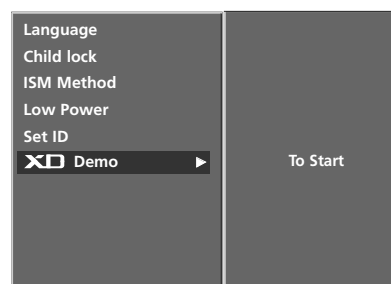 Language
Child lock
ISM Method
Low Power
Set ID
XD Demo
To Start